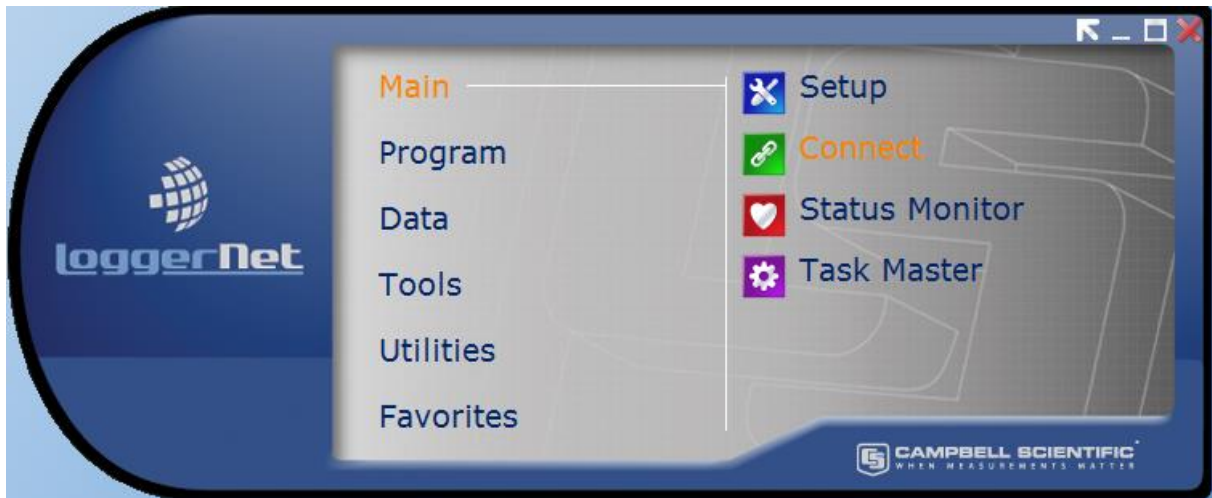 Main
Program
Data
Tools
Utilities
Favorites
Setup
Connect
Status Monitor
Task Master
loggerNet
CAMPBELL SCIENTIFIC
WHEN MEASUREMENTS MATTER